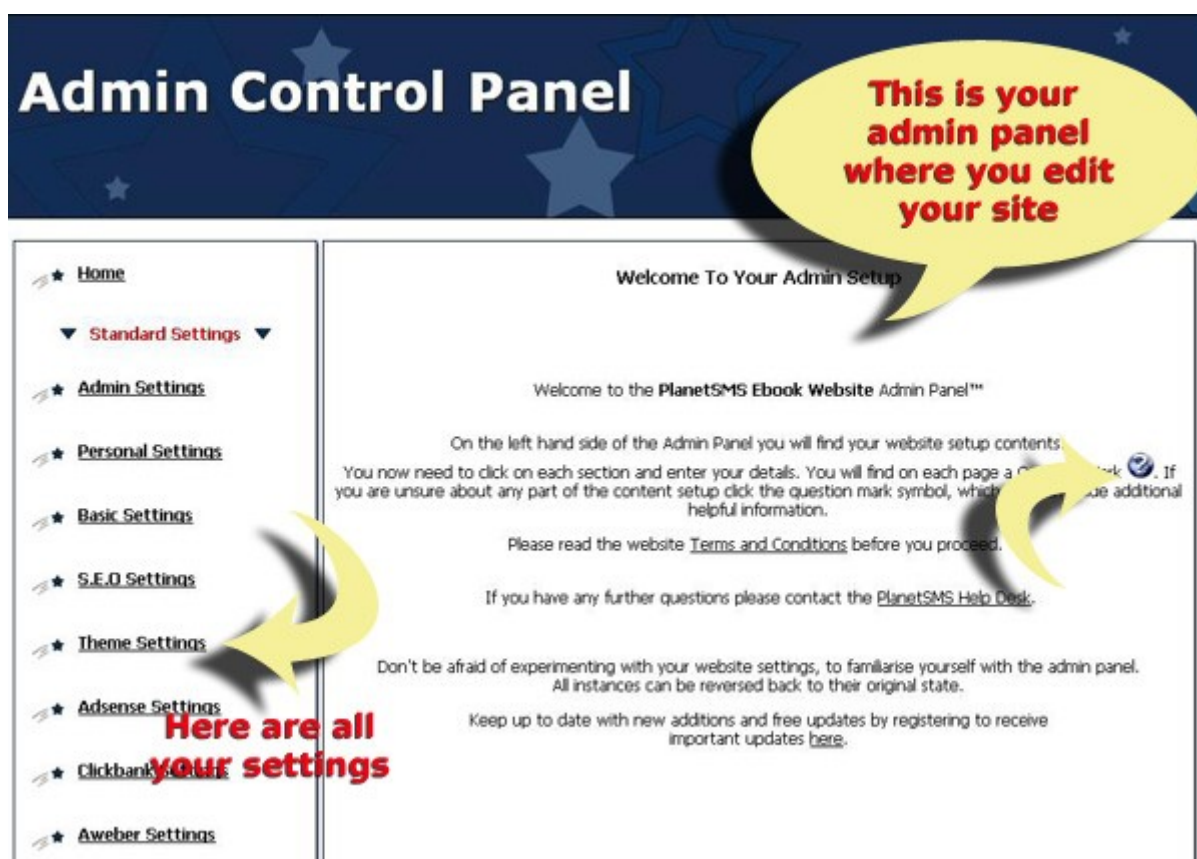 Admin Control Panel
This is your
admin panel
where you edit
your site
Home
Standard Settings
Admin Settings
Personal Settings
Basic Settings
S.E.O Settings
Theme Settings
Adsense Settings
Here are all
your settings
Clickbank
Aweber Settings
Welcome To Your Admin Setup
Welcome to the PlanetSMS Ebook Website Admin Panel™
On the left hand side of the Admin Panel you will find your website setup contents.
You now need to click on each section and enter your details. You will find on each page a . If
you are unsure about any part of the content setup click the question mark symbol, which additional
helpful information.
Please read the website Terms and Conditions before you proceed.
If you have any further questions please contact the PlanetSMS Help Desk.
Don't be afraid of experimenting with your website settings, to familiarise yourself with the admin panel.
All instances can be reversed back to their original state.
Keep up to date with new additions and free updates by registering to receive
important updates here.